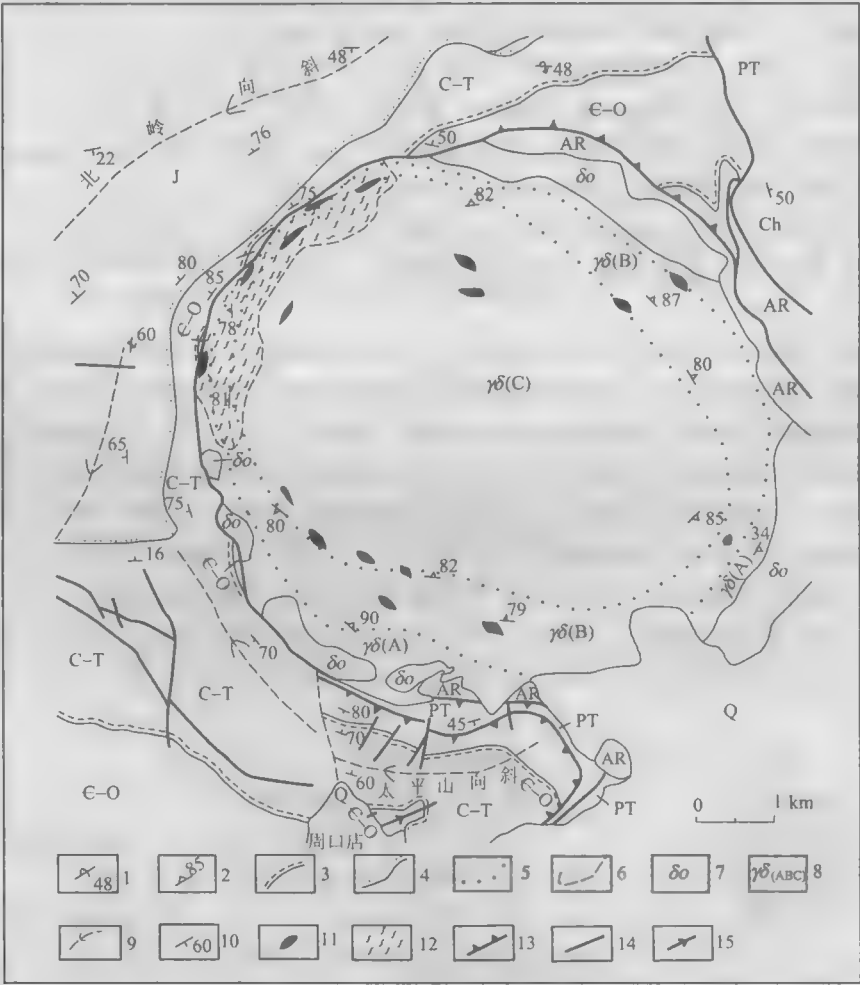 48
C-T
48
PT
Є-O
北岭向斜
76
50
AR
22
δο
J
75
82
50
Ch
γδ(B)
80
85
87
70
Є-O
AR
60
78
80
γδ(C)
AR
81
65
δο
C-T
75
80
85
34
δο
γδ(A)
16
82
δο
Є-O
79
90
γδ(B)
γδ(A)
70
C-T
δο
C-T
δο
AR
AR
Q
PT
80
45
PT
70
AR
60
太平山向斜
Є-O
Є-O
Q
Є-O
C-T
PT
0 1 km
周口店
48 1
85 2
3
4
5
6
δο 7
γδ(ABC) 8
9
60 10
11
12
13
14
15